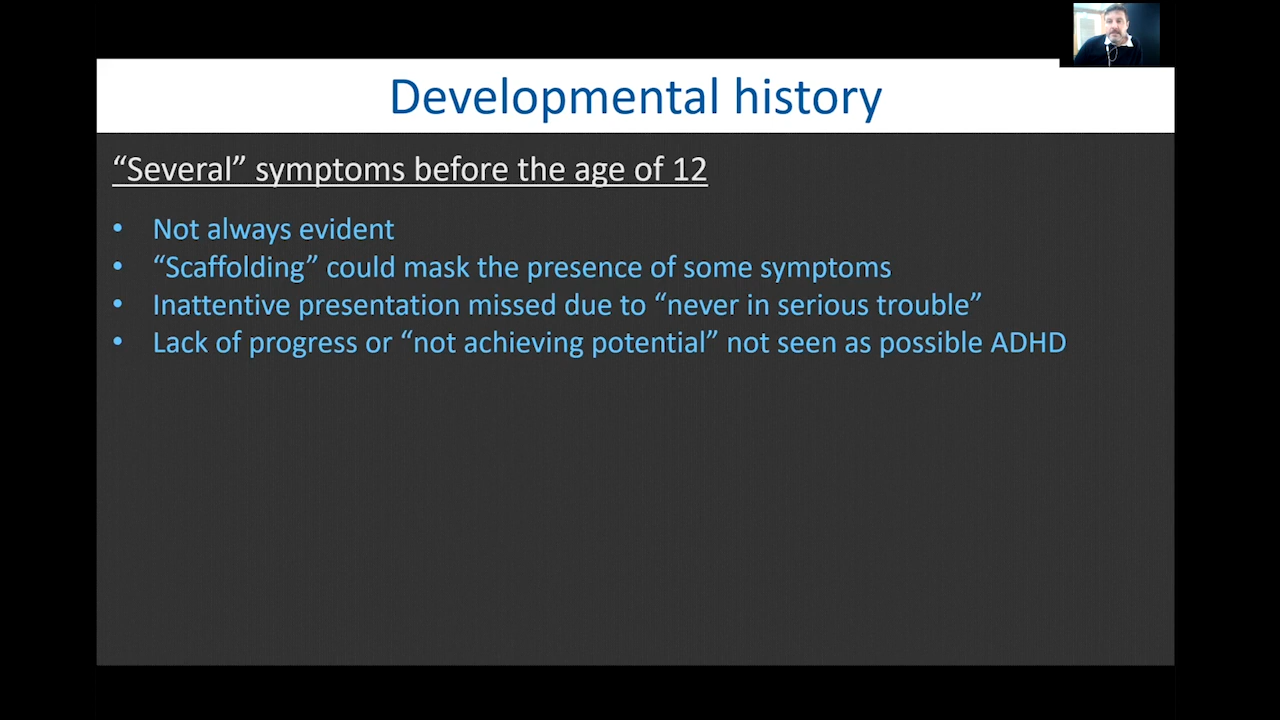 Developmental history
“Several” symptoms before the age of 12
• Not always evident
• “Scaffolding” could mask the presence of some symptoms
• Inattentive presentation missed due to “never in serious trouble”
• Lack of progress or “not achieving potential” not seen as possible ADHD